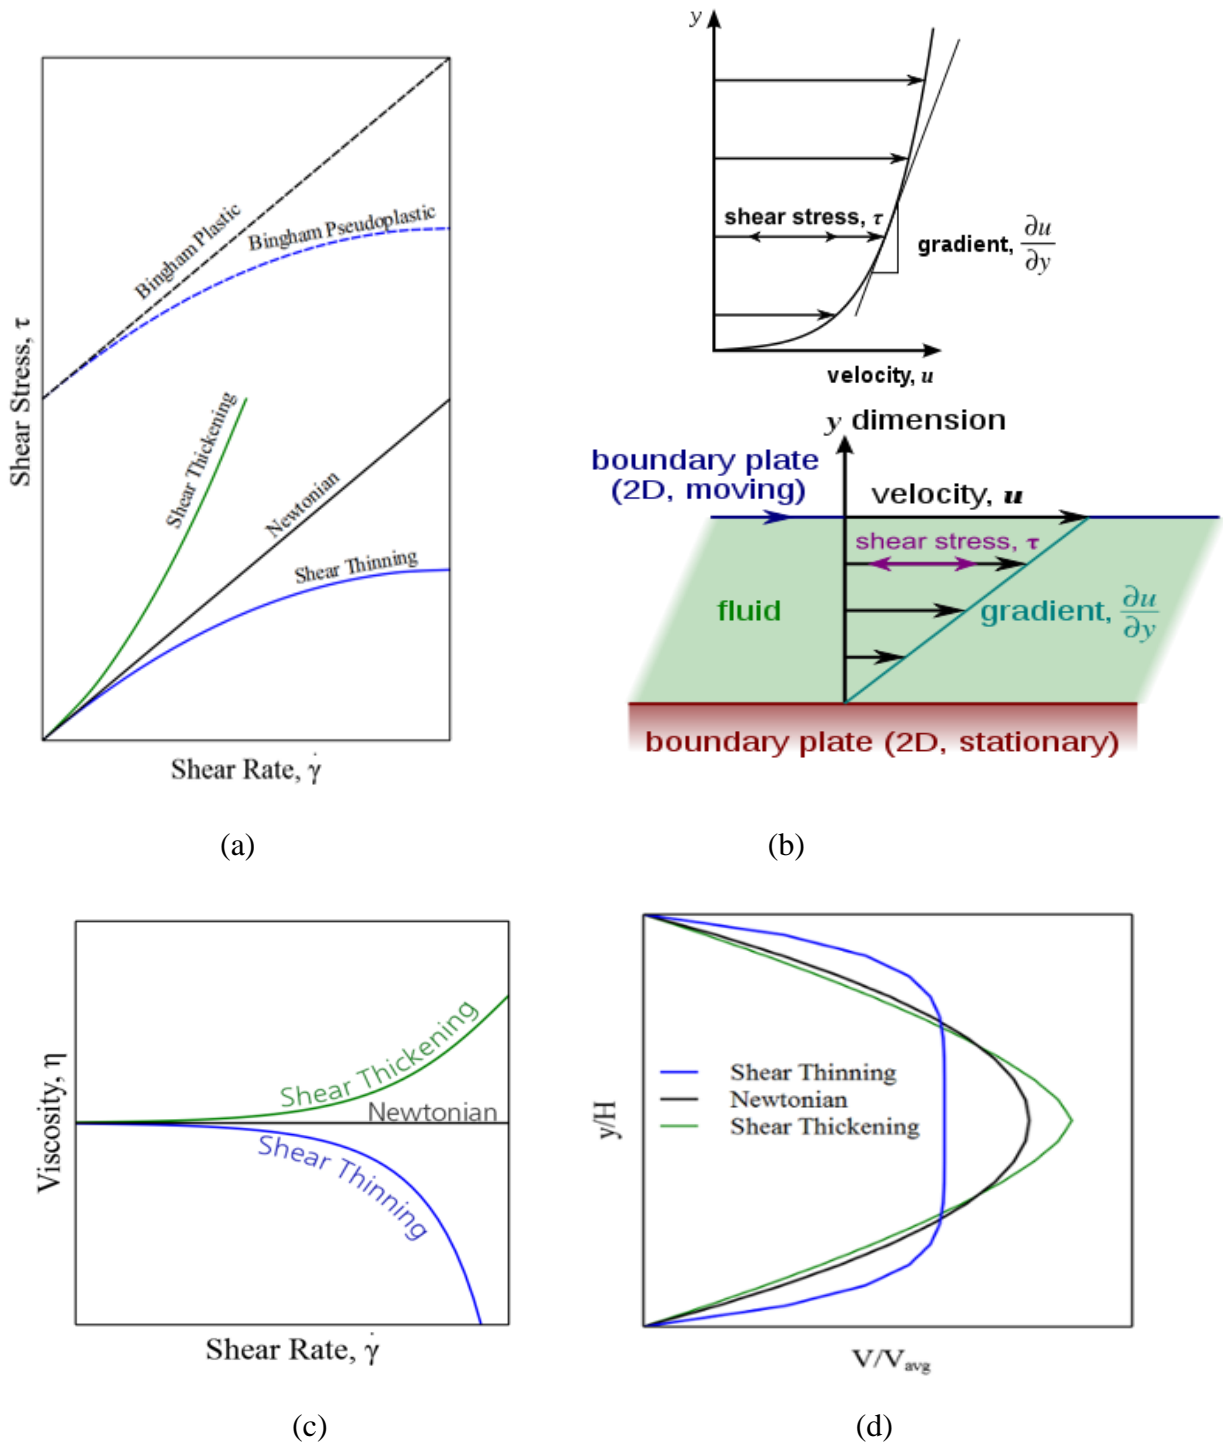 Shear Stress, τ
Bingham Plastic
Bingham Pseudoplastic
Shear Thickening
Newtonian
Shear Thinning
Shear Rate, γ̇
(a)
y
shear stress, τ
gradient, ∂u/∂y
velocity, u
y dimension
boundary plate
(2D, moving)
velocity, u
shear stress, τ
fluid
gradient, ∂u/∂y
boundary plate (2D, stationary)
(b)
Viscosity, η
Shear Thickening
Newtonian
Shear Thinning
Shear Rate, γ̇
(c)
y/H
Shear Thinning
Newtonian
Shear Thickening
V/Vavg
(d)